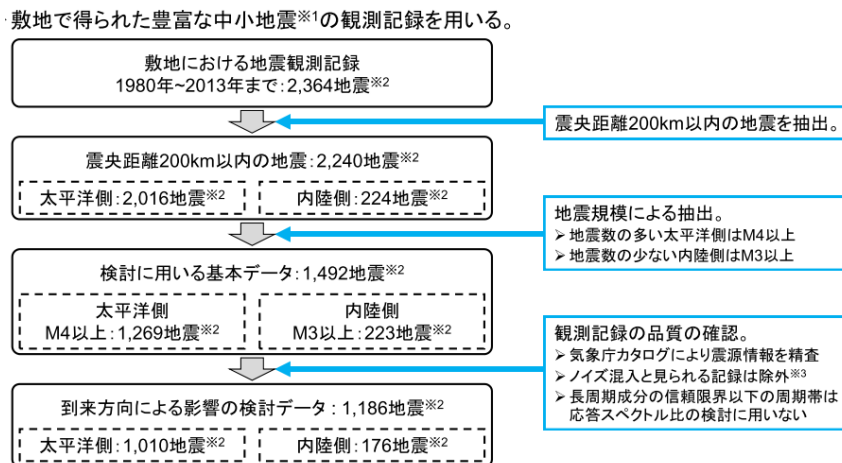 ・敷地で得られた豊富な中小地震※1の観測記録を用いる。
敷地における地震観測記録
1980年~2013年まで：2,364地震※2
震央距離200km以内の地震を抽出。
震央距離200km以内の地震：2,240地震※2
太平洋側：2,016地震※2
内陸側：224地震※2
地震規模による抽出。
➢ 地震数の多い太平洋側はM4以上
➢ 地震数の少ない内陸側はM3以上
検討に用いる基本データ：1,492地震※2
太平洋側
M4以上：1,269地震※2
内陸側
M3以上：223地震※2
観測記録の品質の確認。
➢ 気象庁カタログにより震源情報を精査
➢ ノイズ混入と見られる記録は除外※3
➢ 長周期成分の信頼限界以下の周期帯は
応答スペクトル比の検討に用いない
到来方向による影響の検討データ：1,186地震※2
太平洋側：1,010地震※2
内陸側：176地震※2